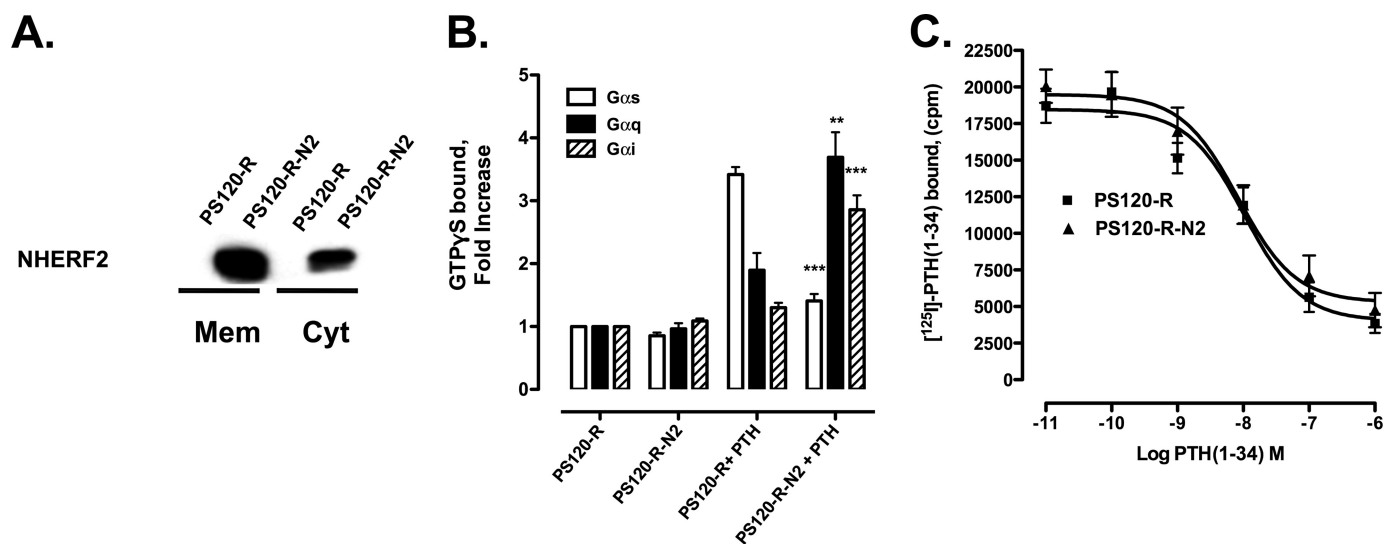 A.
PS120-R
PS120-R-N2
PS120-R
PS120-R-N2
NHERF2
Mem
Cyt
B.
GTPγS bound,
Fold Increase
5
4
3
2
1
0
Gαs
Gαq
Gαi
**
***
***
PS120-R
PS120-R-N2
PS120-R+ PTH
PS120-R-N2 + PTH
C.
[¹²⁵I]-PTH(1-34) bound, (cpm)
22500
20000
17500
15000
12500
10000
7500
5000
2500
0
PS120-R
PS120-R-N2
-11
-10
-9
-8
-7
-6
Log PTH(1-34) M